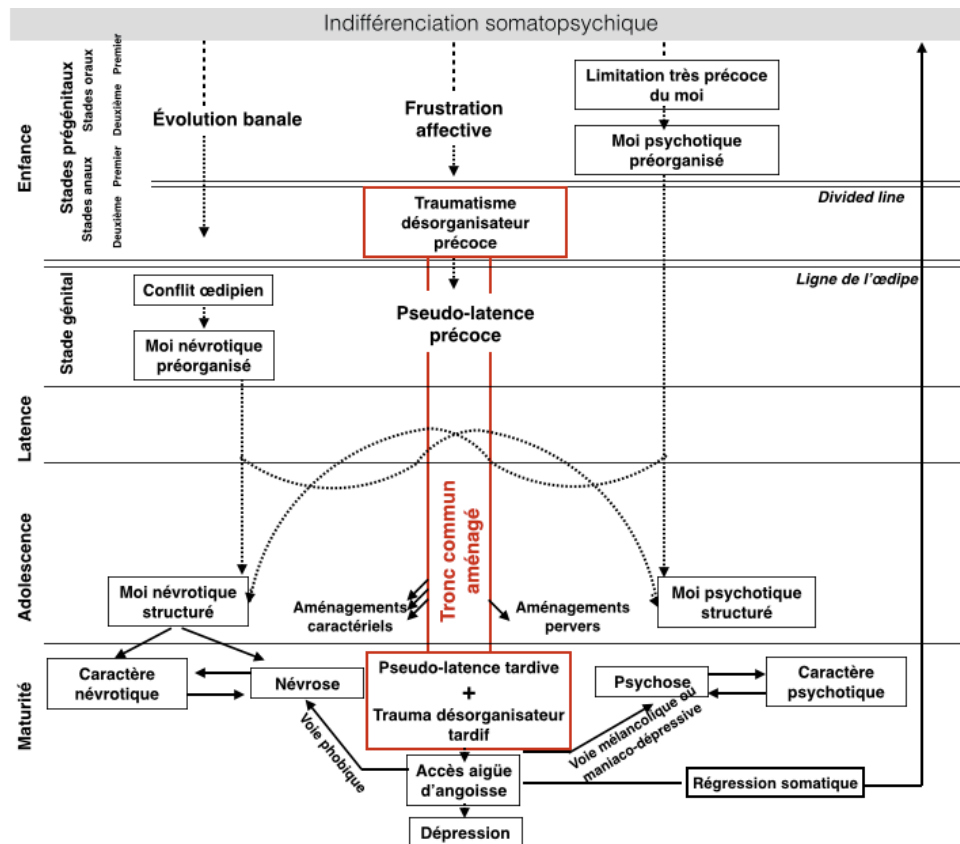 Indifférenciation somatopsychique
Enfance
Stades prégénitaux
Stades oraux
Premier
Deuxième
Stades anaux
Premier
Deuxième
Évolution banale
Frustration
affective
Limitation très précoce
du moi
Moi psychotique
préorganisé
Divided line
Traumatisme
désorganisateur
précoce
Ligne de l'œdipe
Stade génital
Conflit œdipien
Moi névrotique
préorganisé
Pseudo-latence
précoce
Latence
Adolescence
Tronc commun
aménagé
Moi névrotique
structuré
Aménagements
caractériels
Aménagements
pervers
Moi psychotique
structuré
Maturité
Caractère
névrotique
Névrose
Pseudo-latence tardive
+
Trauma désorganisateur
tardif
Psychose
Caractère
psychotique
Voie phobique
Voie mélancolique ou
maniaco-dépressive
Accès aigüe
d'angoisse
Régression somatique
Dépression